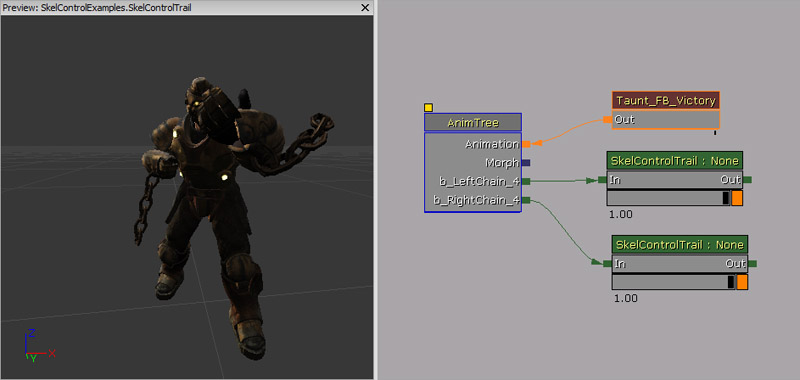 Preview: SkelControlExamples.SkelControlTrail
Z
X
Y
AnimTree
Animation
Morph
b_LeftChain_4
b_RightChain_4
Taunt_FB_Victory
Out
SkelControlTrail : None
In Out
1.00
SkelControlTrail : None
In Out
1.00